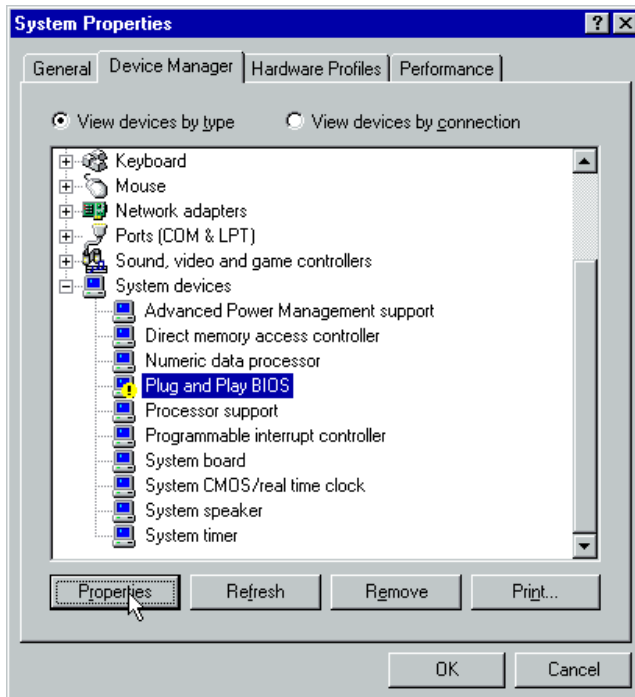 System Properties
General Device Manager Hardware Profiles Performance
View devices by type View devices by connection
Keyboard
Mouse
Network adapters
Ports (COM & LPT)
Sound, video and game controllers
System devices
Advanced Power Management support
Direct memory access controller
Numeric data processor
Plug and Play BIOS
Processor support
Programmable interrupt controller
System board
System CMOS/real time clock
System speaker
System timer
Properties Refresh Remove Print...
OK Cancel